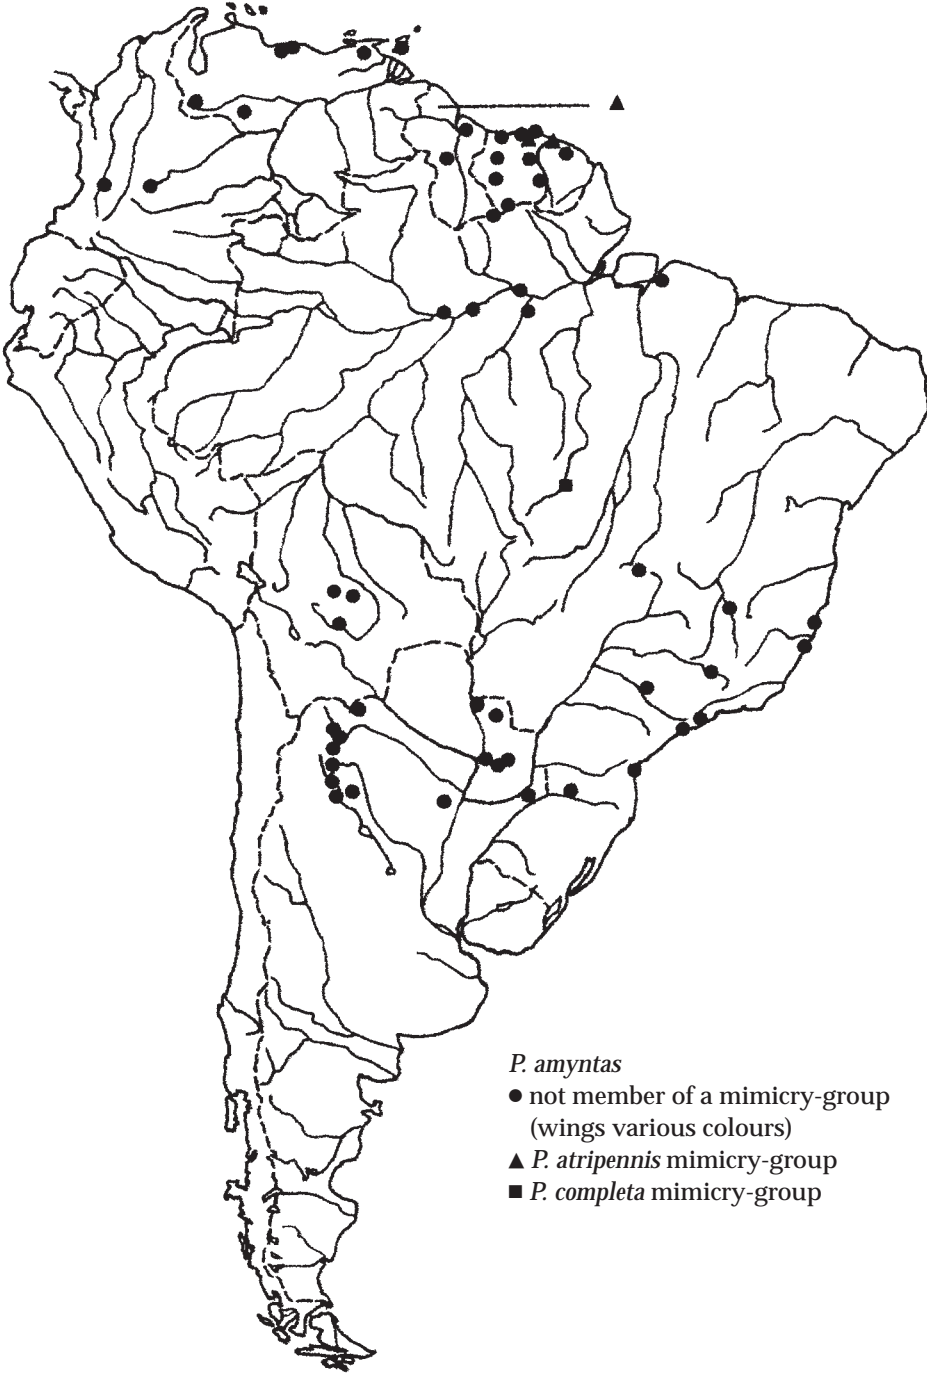 P. amyntas
● not member of a mimicry-group
(wings various colours)
▲ P. atripennis mimicry-group
■ P. completa mimicry-group